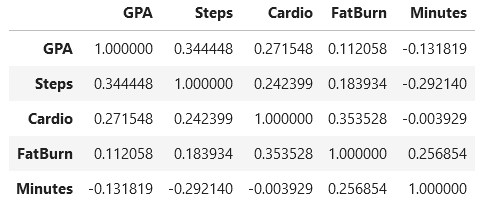 GPA Steps Cardio FatBurn Minutes
GPA 1.000000 0.344448 0.271548 0.112058 -0.131819
Steps 0.344448 1.000000 0.242399 0.183934 -0.292140
Cardio 0.271548 0.242399 1.000000 0.353528 -0.003929
FatBurn 0.112058 0.183934 0.353528 1.000000 0.256854
Minutes -0.131819 -0.292140 -0.003929 0.256854 1.000000